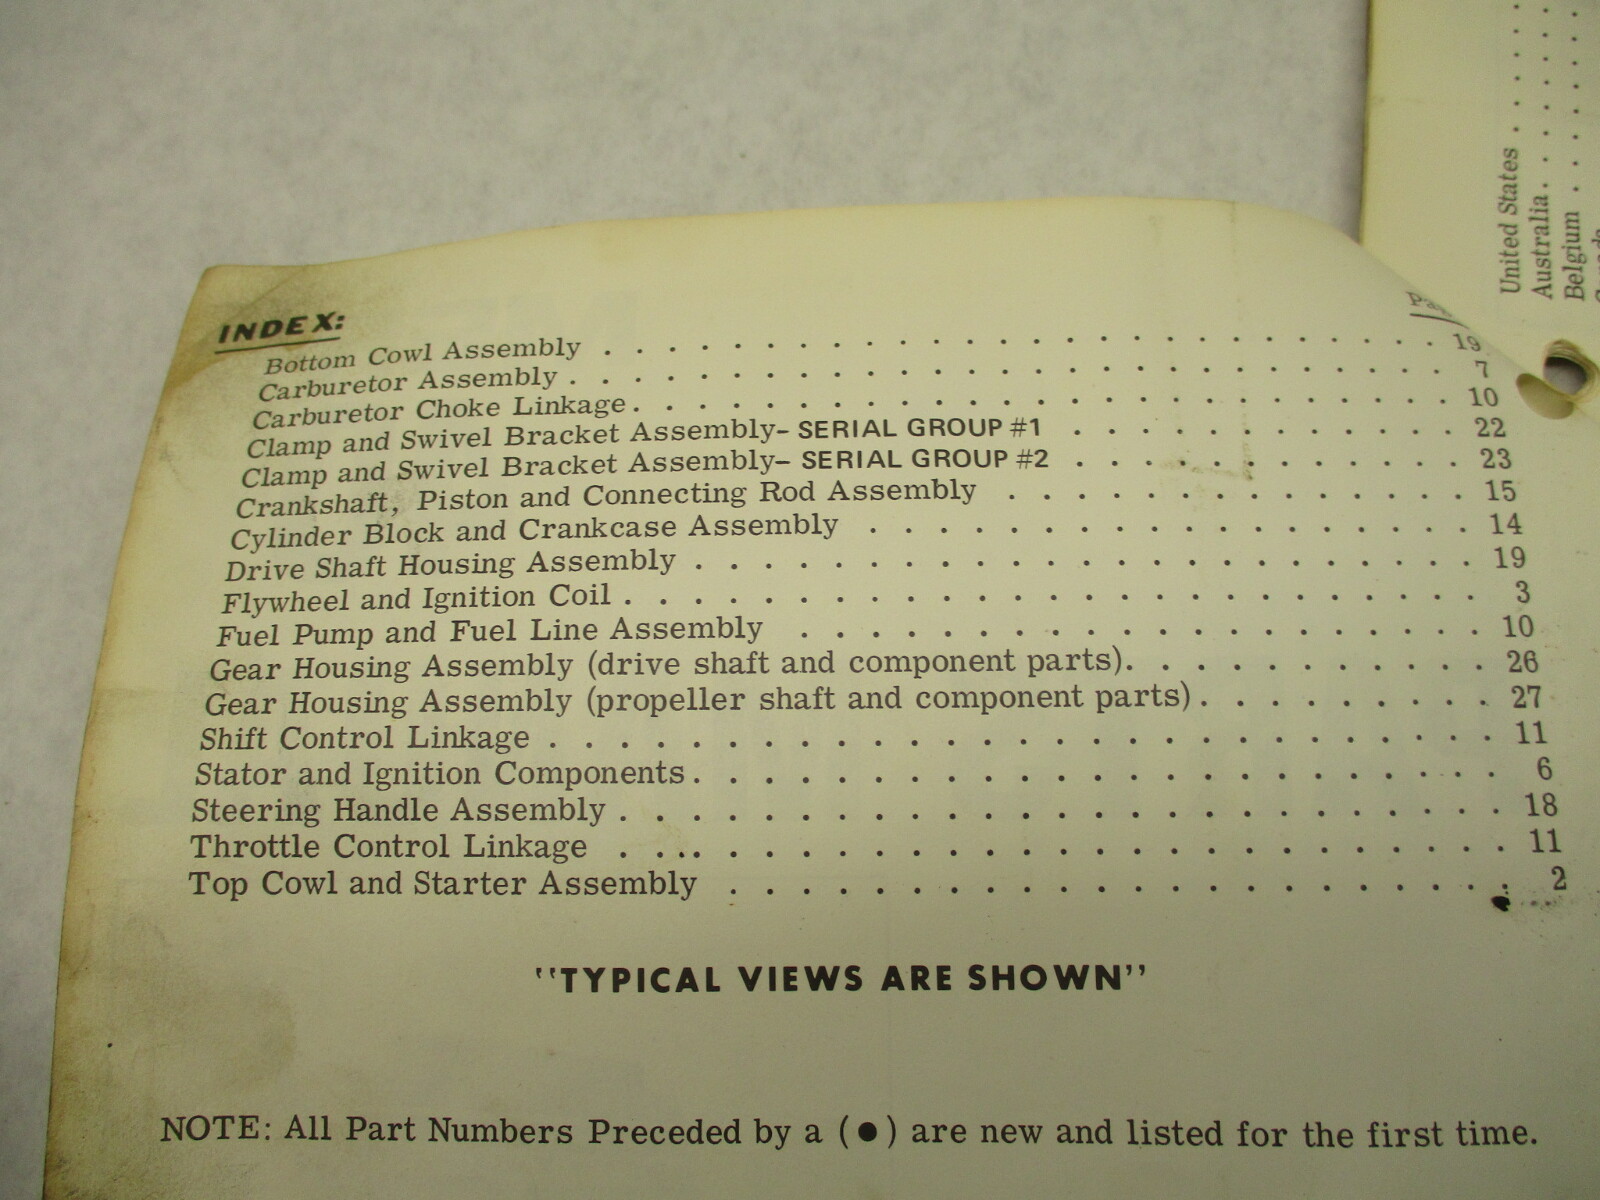 INDEX:
Bottom Cowl Assembly . . . . . . . . . . . . . . . . . . . . 19
Carburetor Assembly . . . . . . . . . . . . . . . . . . . . . 7
Carburetor Choke Linkage . . . . . . . . . . . . . . . . . . . 10
Clamp and Swivel Bracket Assembly- SERIAL GROUP #1 . . . . . . . . . . . 22
Clamp and Swivel Bracket Assembly- SERIAL GROUP #2 . . . . . . . . . . . 23
Crankshaft, Piston and Connecting Rod Assembly . . . . . . . . . . . . . 15
Cylinder Block and Crankcase Assembly . . . . . . . . . . . . . . . . . 14
Drive Shaft Housing Assembly . . . . . . . . . . . . . . . . . . . . . 19
Flywheel and Ignition Coil . . . . . . . . . . . . . . . . . . . . . . . 3
Fuel Pump and Fuel Line Assembly . . . . . . . . . . . . . . . . . . 10
Gear Housing Assembly (drive shaft and component parts) . . . . . . . . . . 26
Gear Housing Assembly (propeller shaft and component parts) . . . . . . . . 27
Shift Control Linkage . . . . . . . . . . . . . . . . . . . . . . . . . . 11
Stator and Ignition Components . . . . . . . . . . . . . . . . . . . . . . 6
Steering Handle Assembly . . . . . . . . . . . . . . . . . . . . . . . . 18
Throttle Control Linkage . . . . . . . . . . . . . . . . . . . . . . . . 11
Top Cowl and Starter Assembly . . . . . . . . . . . . . . . . . . . . . 2
"TYPICAL VIEWS ARE SHOWN"
NOTE: All Part Numbers Preceded by a (●) are new and listed for the first time.
United States . . . . . .
Australia . . . . . .
Belgium . . . . . .